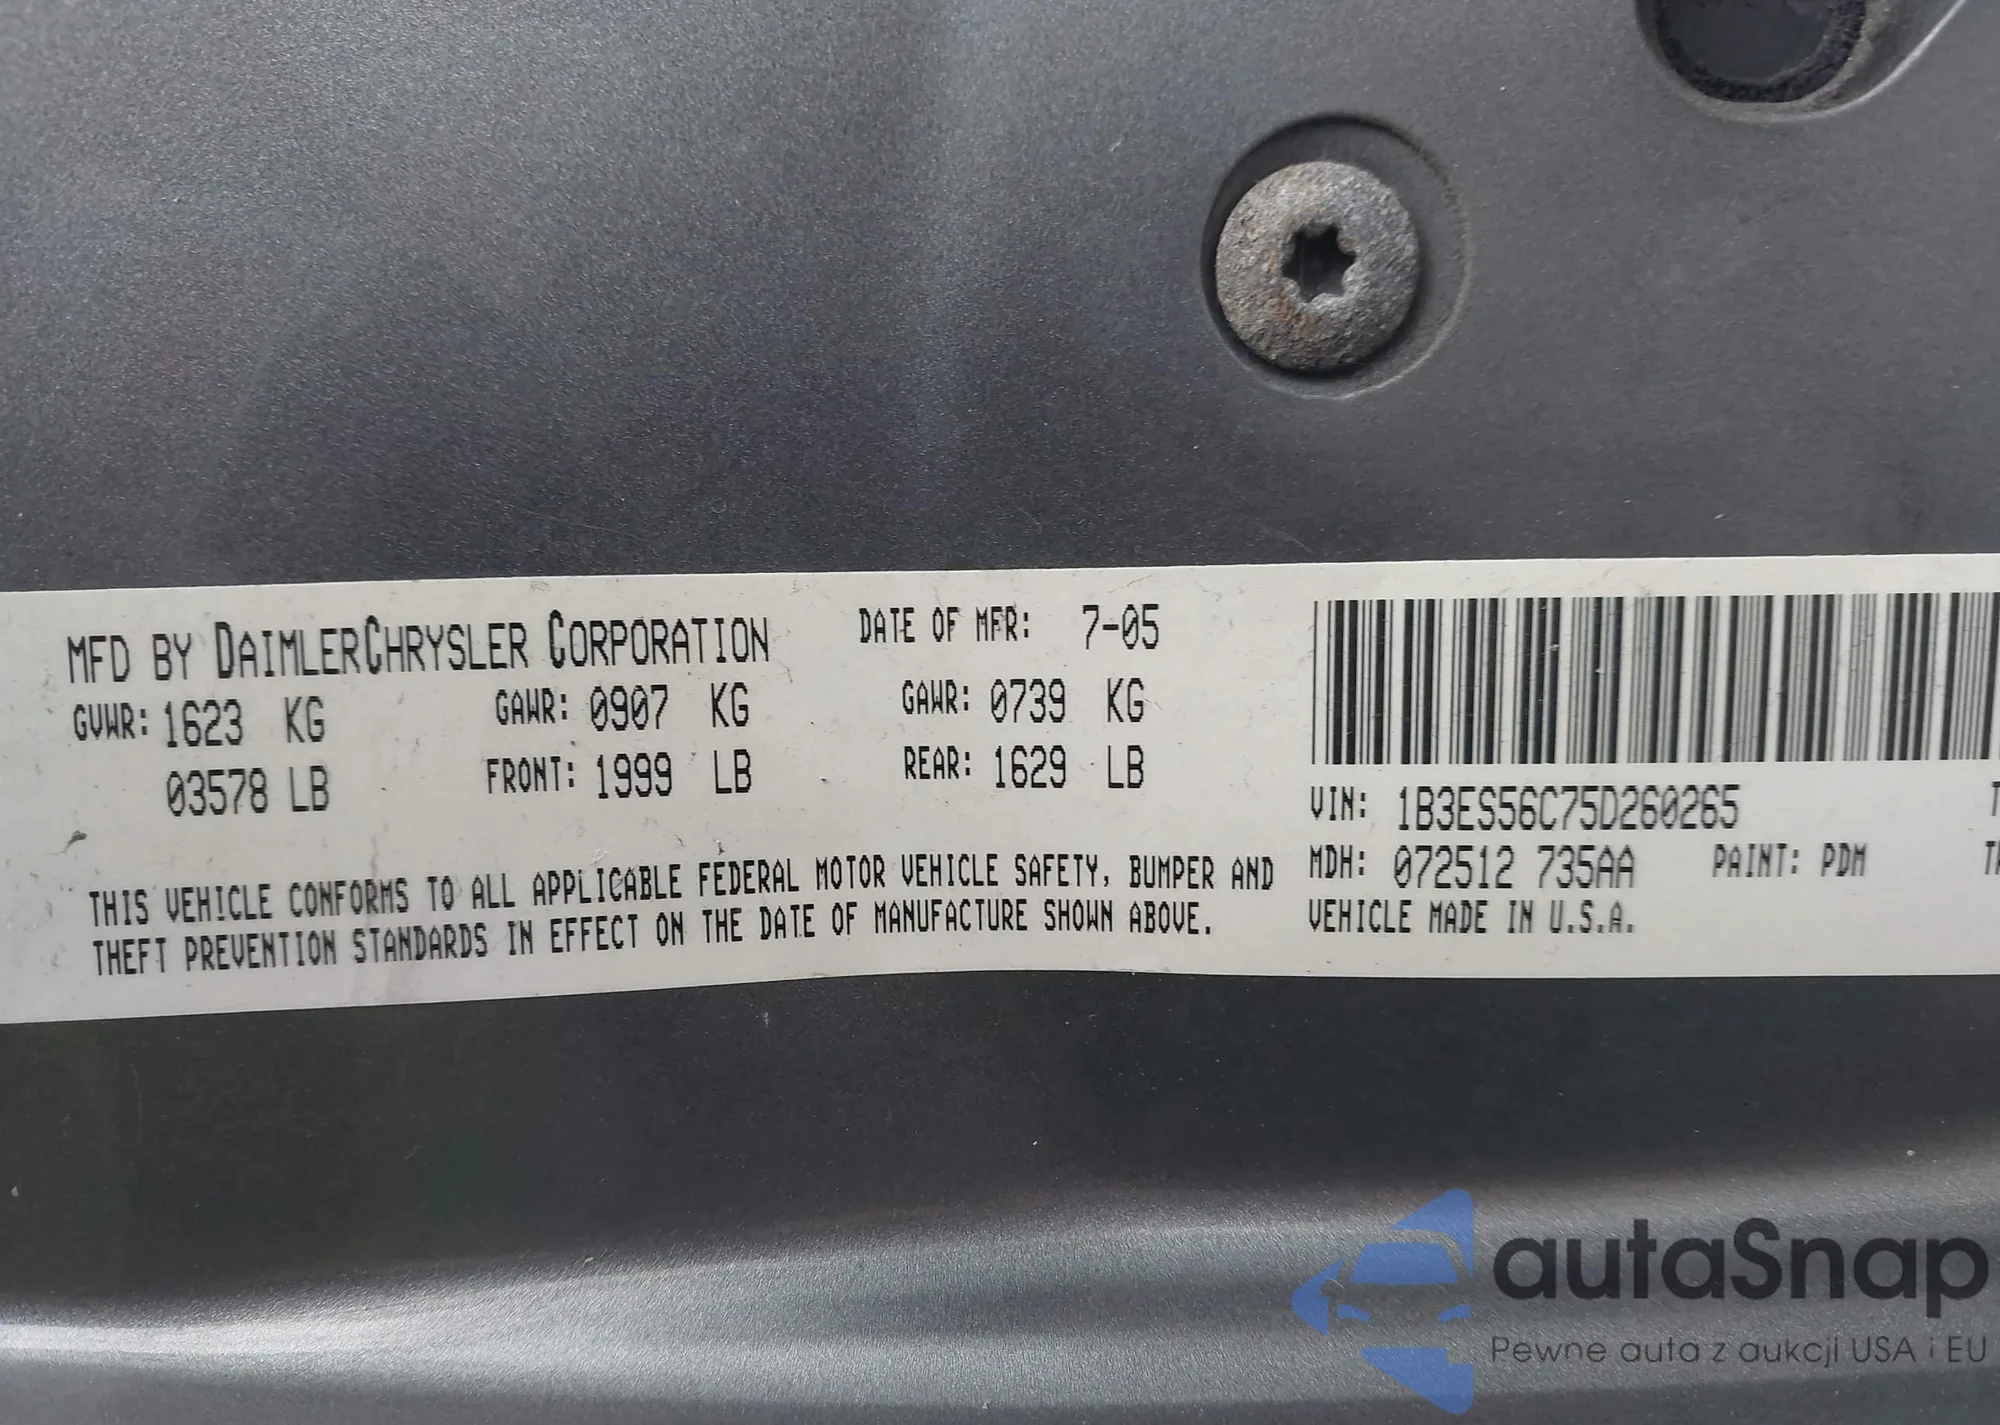 MFD BY DAIMLERCHRYSLER CORPORATION DATE OF MFR: 7-05
GVWR: 1623 KG GAWR: 0907 KG GAWR: 0739 KG
03578 LB FRONT: 1999 LB REAR: 1629 LB
THIS VEHICLE CONFORMS TO ALL APPLICABLE FEDERAL MOTOR VEHICLE SAFETY, BUMPER AND
THEFT PREVENTION STANDARDS IN EFFECT ON THE DATE OF MANUFACTURE SHOWN ABOVE.
VIN: 1B3ES56C75D260265
MDH: 072512 735AA PAINT: PDM
VEHICLE MADE IN U.S.A.
autaSnap
Pewne auta z aukcji USA i EU